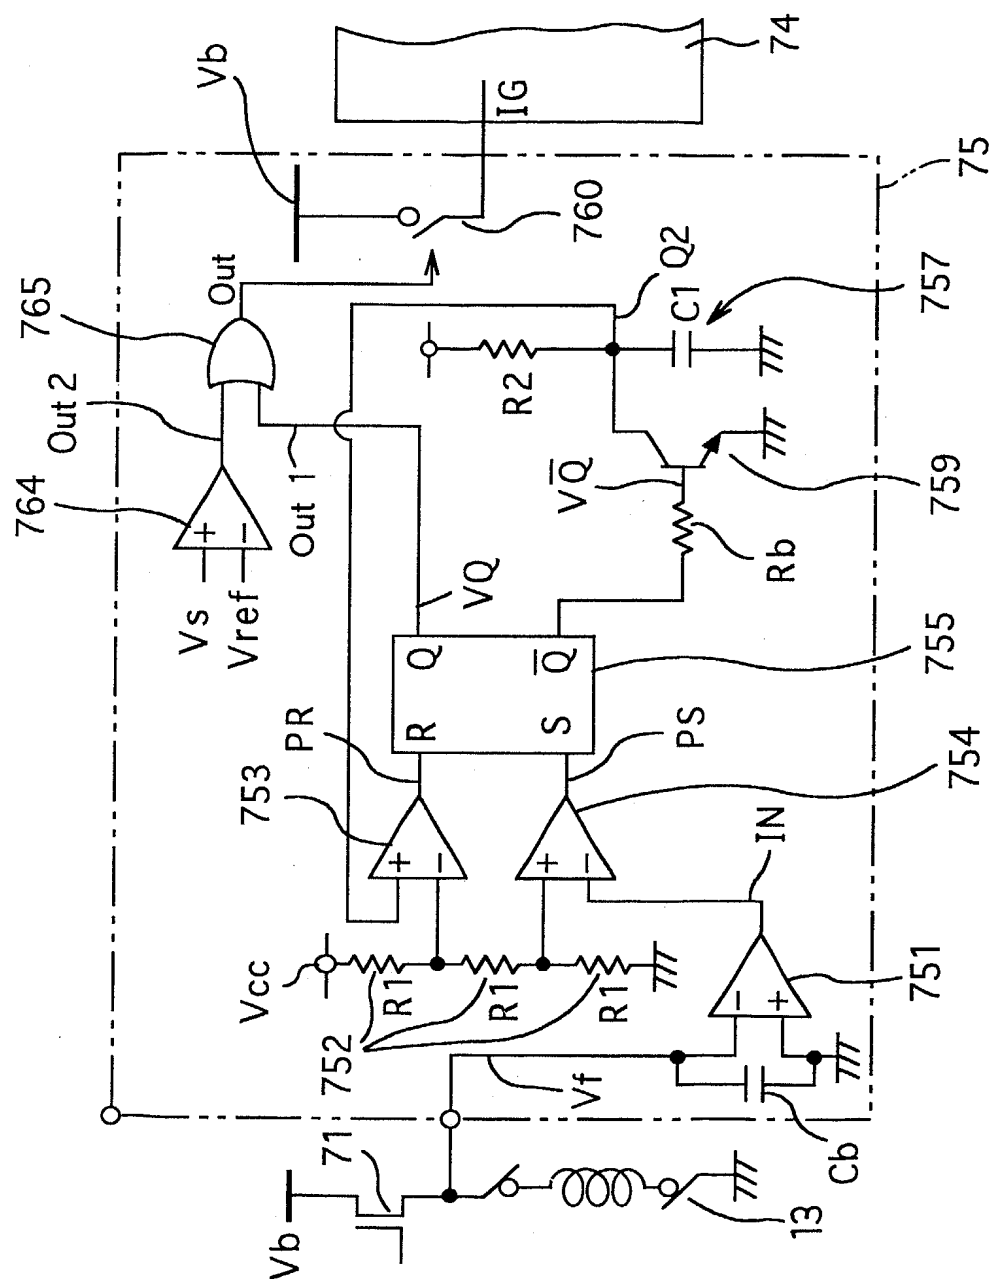 Vb
71
13
Vf
Cb
751
IN
Vcc
752
R1
R1
R1
+
−
+
−
−
+
753
754
PR
PS
R
S
Q
Q̅
755
VQ
VQ̅
Rb
759
764
Vs
Vref
+
−
Out 2
Out 1
765
Out
R2
C1
Q2
757
Vb
760
IG
74
75